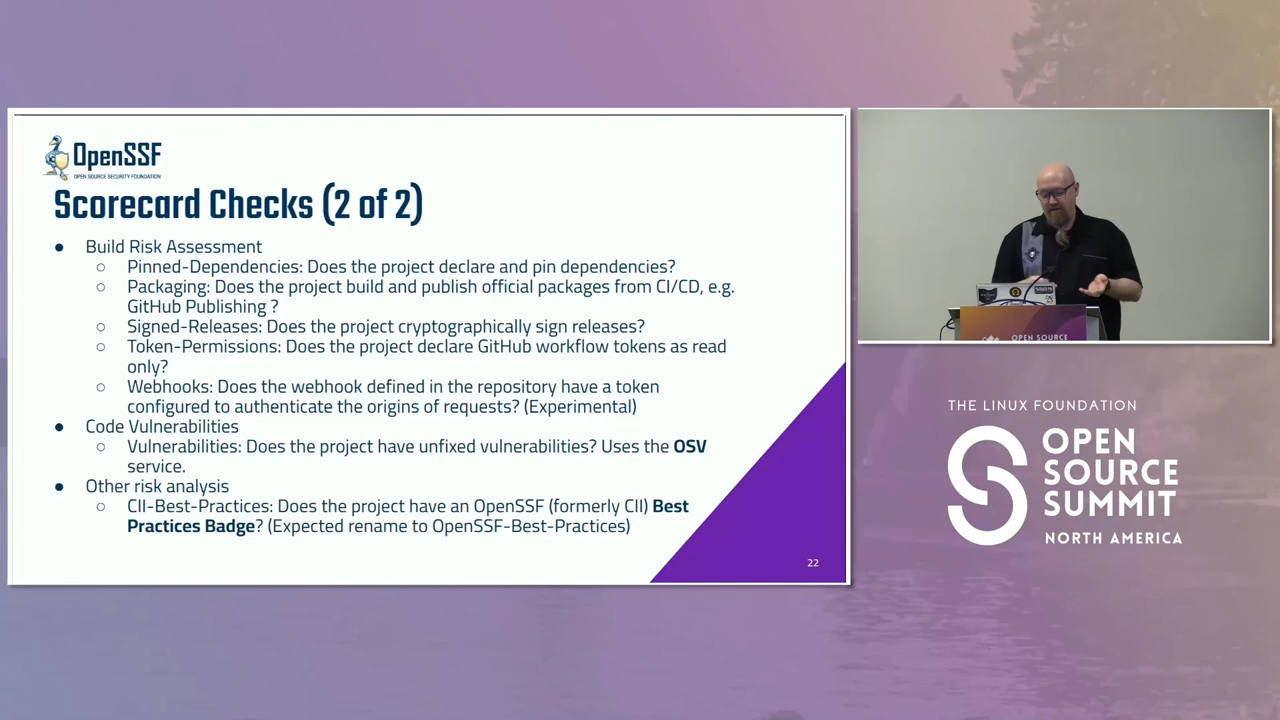 OpenSSF
OPEN SOURCE SECURITY FOUNDATION
Scorecard Checks (2 of 2)
● Build Risk Assessment
○ Pinned-Dependencies: Does the project declare and pin dependencies?
○ Packaging: Does the project build and publish official packages from CI/CD, e.g.
GitHub Publishing ?
○ Signed-Releases: Does the project cryptographically sign releases?
○ Token-Permissions: Does the project declare GitHub workflow tokens as read
only?
○ Webhooks: Does the webhook defined in the repository have a token
configured to authenticate the origins of requests? (Experimental)
● Code Vulnerabilities
○ Vulnerabilities: Does the project have unfixed vulnerabilities? Uses the OSV
service.
● Other risk analysis
○ CII-Best-Practices: Does the project have an OpenSSF (formerly CII) Best
Practices Badge? (Expected rename to OpenSSF-Best-Practices)
22
OPEN SOURCE
THE LINUX FOUNDATION
OPEN
SOURCE
SUMMIT
NORTH AMERICA